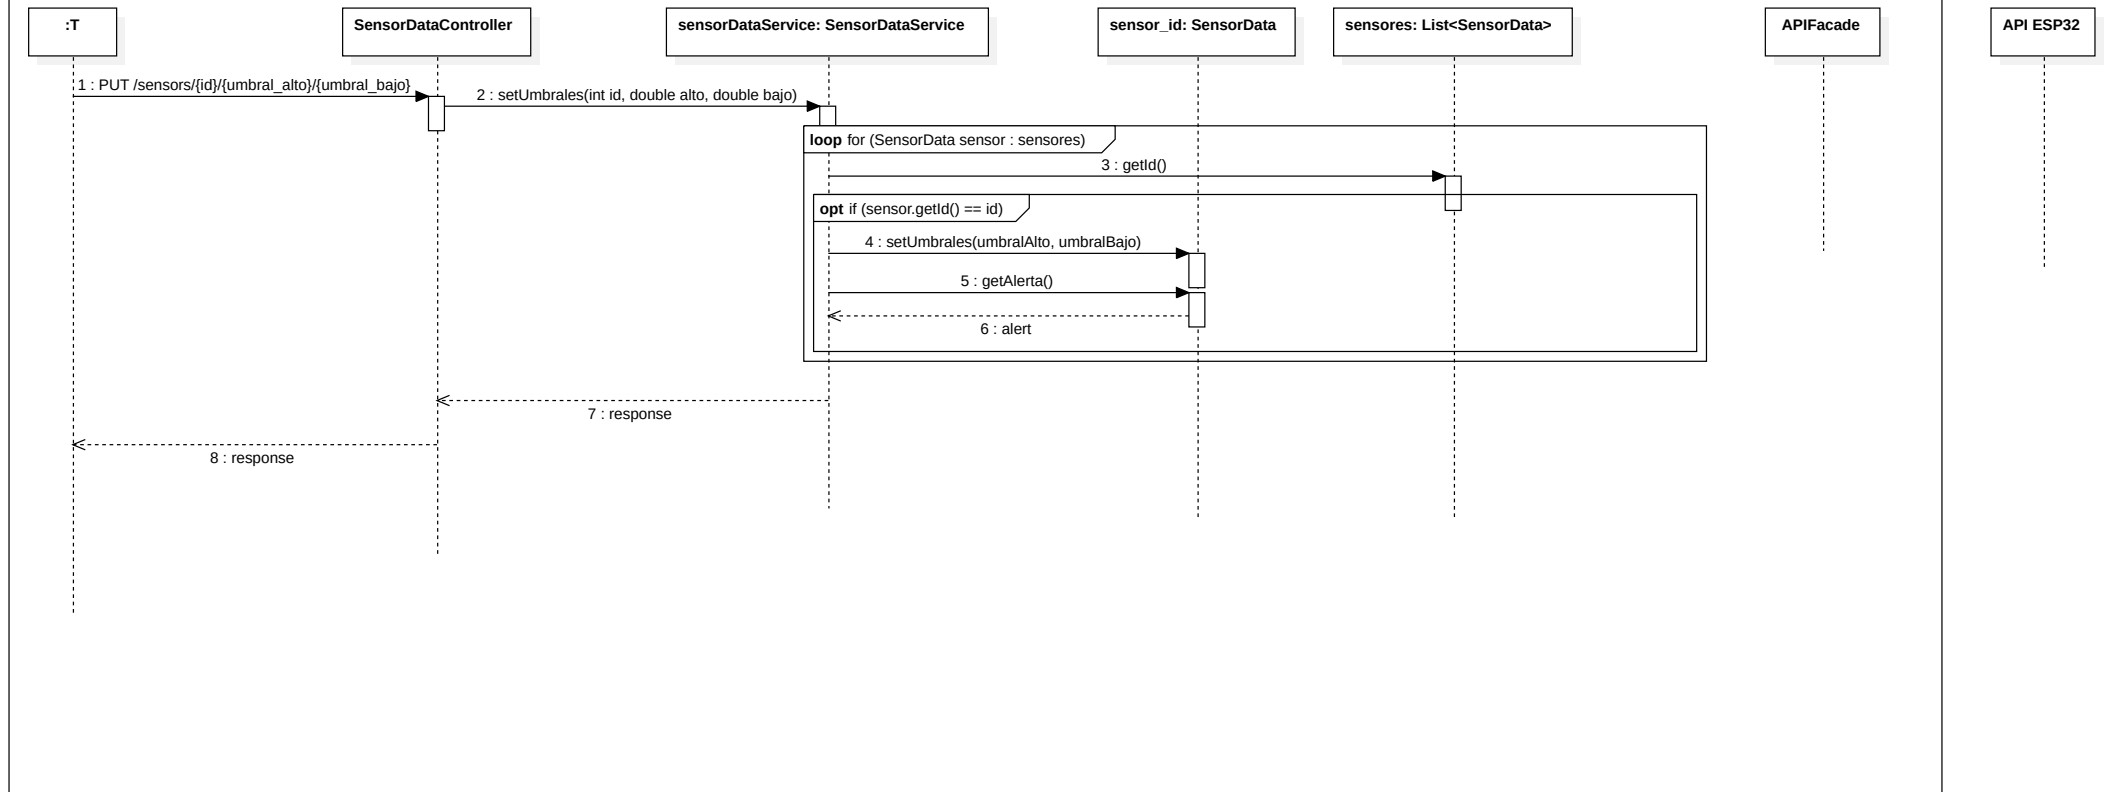 :T
SensorDataController
sensorDataService: SensorDataService
sensor_id: SensorData
sensores: List<SensorData>
APIFacade
API ESP32
1 : PUT /sensors/{id}/{umbral_alto}/{umbral_bajo}
2 : setUmbrales(int id, double alto, double bajo)
loop for (SensorData sensor : sensores)
3 : getId()
opt if (sensor.getId() == id)
4 : setUmbrales(umbralAlto, umbralBajo)
5 : getAlerta()
6 : alert
7 : response
8 : response